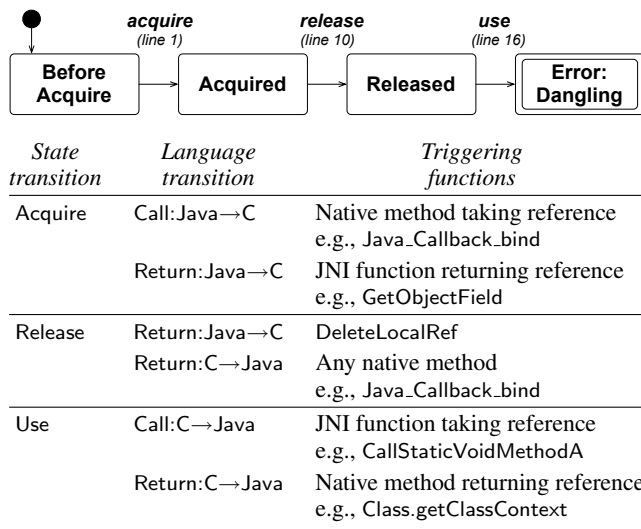 acquire release use
(line 1) (line 10) (line 16)
Before Acquired Released Error:
Acquire Dangling
State Language Triggering
transition transition functions
Acquire Call:Java→C Native method taking reference
e.g., Java_Callback_bind
Return:Java→C JNI function returning reference
e.g., GetObjectField
Release Return:Java→C DeleteLocalRef
Return:C→Java Any native method
e.g., Java_Callback_bind
Use Call:C→Java JNI function taking reference
e.g., CallStaticVoidMethodA
Return:C→Java Native method returning reference
e.g., Class.getClassContext